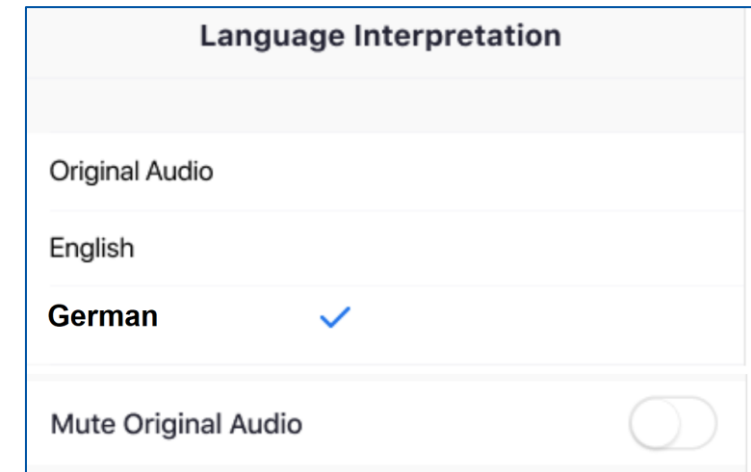 Language Interpretation
Original Audio
English
German
Mute Original Audio